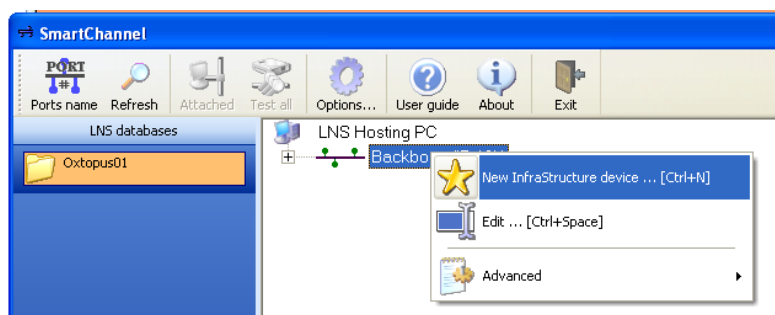 SmartChannel
PORT
#
Ports name Refresh Attached Test all Options... User guide About Exit
LNS databases
Oxtopus01
LNS Hosting PC
New InfraStructure device ... [Ctrl+N]
Edit ... [Ctrl+Space]
Advanced